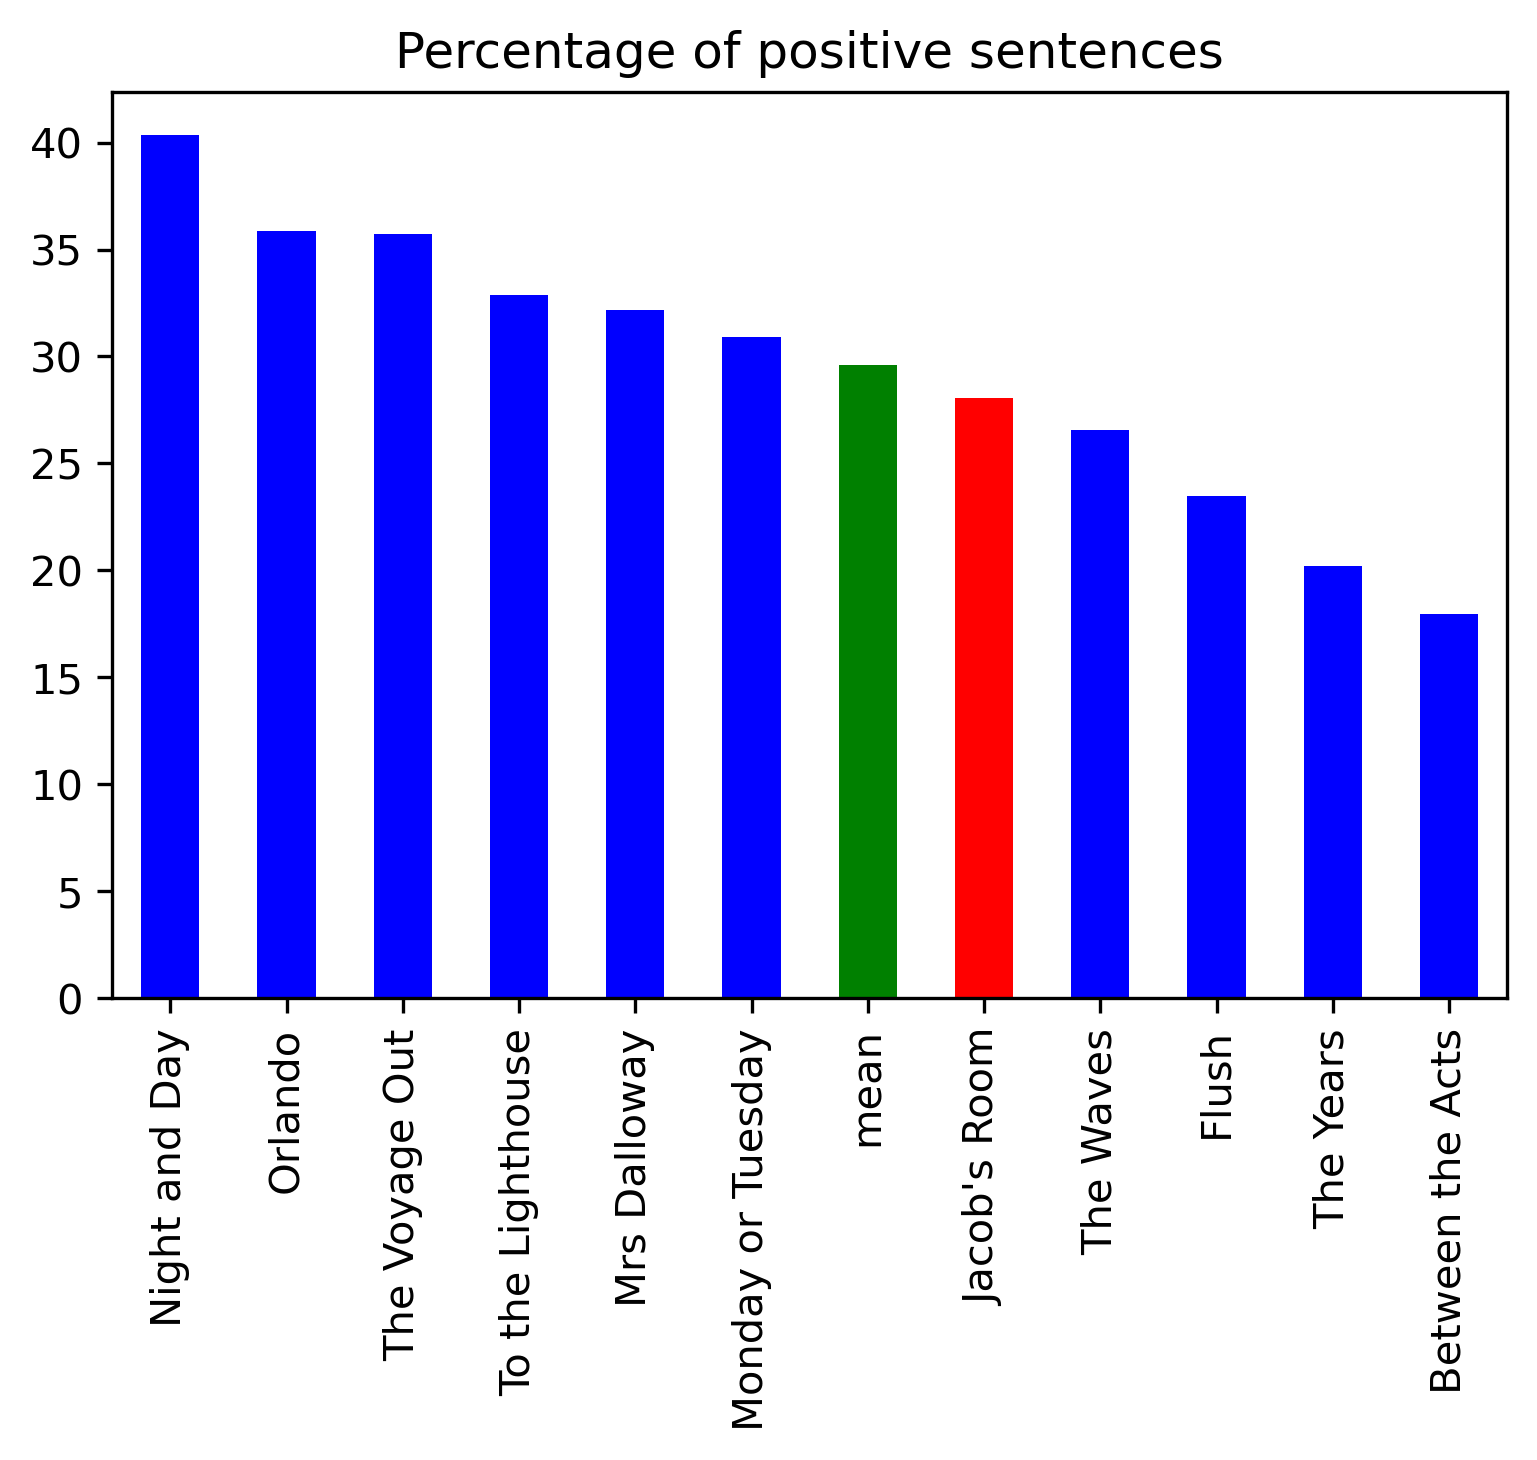 Percentage of positive sentences
40
35
30
25
20
15
10
5
0
Night and Day
Orlando
The Voyage Out
To the Lighthouse
Mrs Dalloway
Monday or Tuesday
mean
Jacob's Room
The Waves
Flush
The Years
Between the Acts